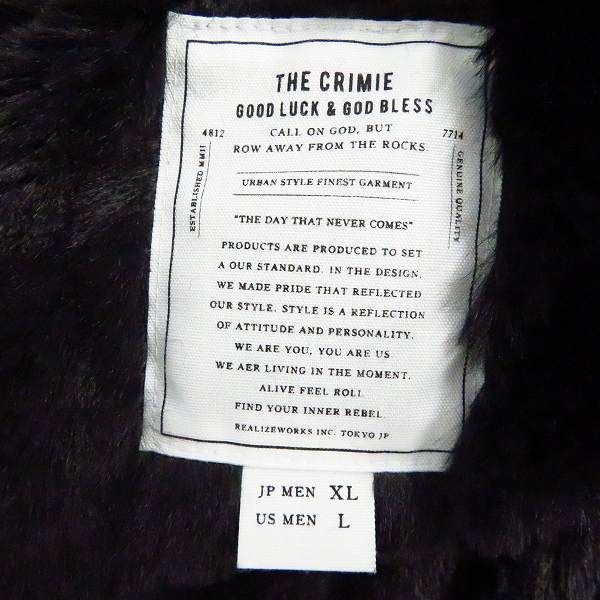 THE CRIMIE
GOOD LUCK & GOD BLESS
4812
CALL ON GOD, BUT
7714
ROW AWAY FROM THE ROCKS.
ESTABLISHED MMII
GENUINE QUALITY
URBAN STYLE FINEST GARMENT
"THE DAY THAT NEVER COMES"
PRODUCTS ARE PRODUCED TO SET
A OUR STANDARD. IN THE DESIGN,
WE MADE PRIDE THAT REFLECTED
OUR STYLE. STYLE IS A REFLECTION
OF ATTITUDE AND PERSONALITY.
WE ARE YOU, YOU ARE US.
WE AER LIVING IN THE MOMENT.
ALIVE FEEL ROLL
FIND YOUR INNER REBEL.
REALIZEWORKS INC. TOKYO JP
JP MEN XL
US MEN L